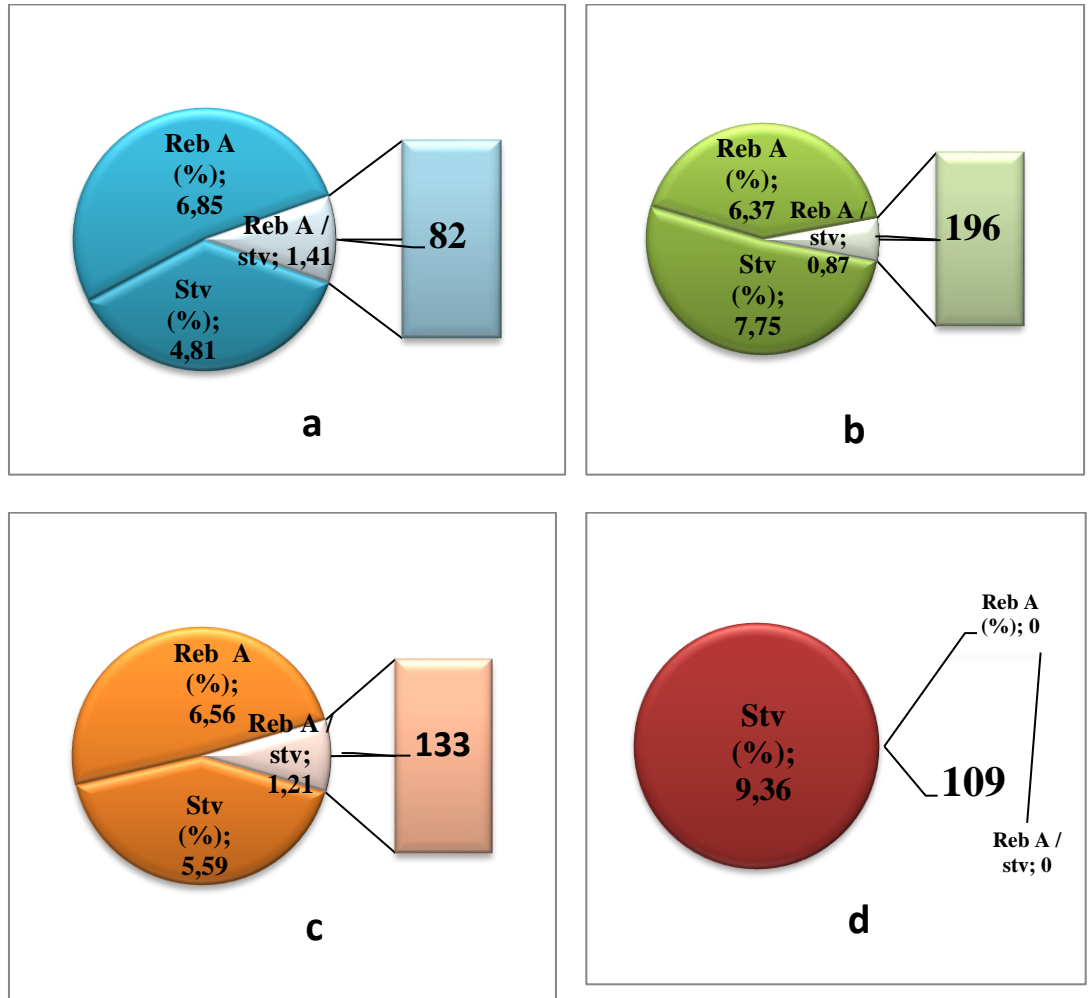 Reb A
(%);
6,85
Reb A /
stv; 1,41
Stv
(%);
4,81
82
a
Reb A
(%);
6,37
Reb A /
stv;
0,87
Stv
(%);
7,75
196
b
Reb A
(%);
6,56
Reb A /
stv;
1,21
Stv
(%);
5,59
133
c
Stv
(%);
9,36
Reb A
(%); 0
109
Reb A /
stv; 0
d